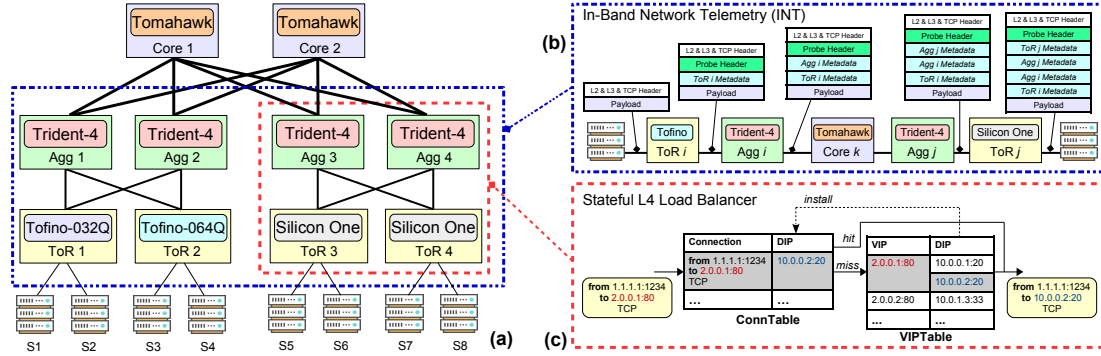 Tomahawk
Core 1
Tomahawk
Core 2
Trident-4
Agg 1
Trident-4
Agg 2
Trident-4
Agg 3
Trident-4
Agg 4
Tofino-032Q
ToR 1
Tofino-064Q
ToR 2
Silicon One
ToR 3
Silicon One
ToR 4
S1
S2
S3
S4
S5
S6
S7
S8
(a)
In-Band Network Telemetry (INT)
(b)
L2 & L3 & TCP Header
Payload
L2 & L3 & TCP Header
Probe Header
ToR i Metadata
Payload
L2 & L3 & TCP Header
Probe Header
Agg i Metadata
ToR i Metadata
Payload
L2 & L3 & TCP Header
Probe Header
Agg j Metadata
Agg i Metadata
ToR i Metadata
Payload
L2 & L3 & TCP Header
Probe Header
ToR j Metadata
Agg j Metadata
Agg i Metadata
ToR i Metadata
Payload
Tofino
ToR i
Trident-4
Agg i
Tomahawk
Core k
Trident-4
Agg j
Silicon One
ToR j
Stateful L4 Load Balancer
(c)
install
hit
miss
from 1.1.1.1:1234
to 2.0.0.1:80
TCP
Connection
DIP
from 1.1.1.1:1234
to 2.0.0.1:80
TCP
10.0.0.2:20
...
...
ConnTable
VIP
DIP
2.0.0.1:80
10.0.0.1:20
10.0.0.2:20
2.0.0.2:80
10.0.1.3:33
...
...
VIPTable
from 1.1.1.1:1234
to 10.0.0.2:20
TCP